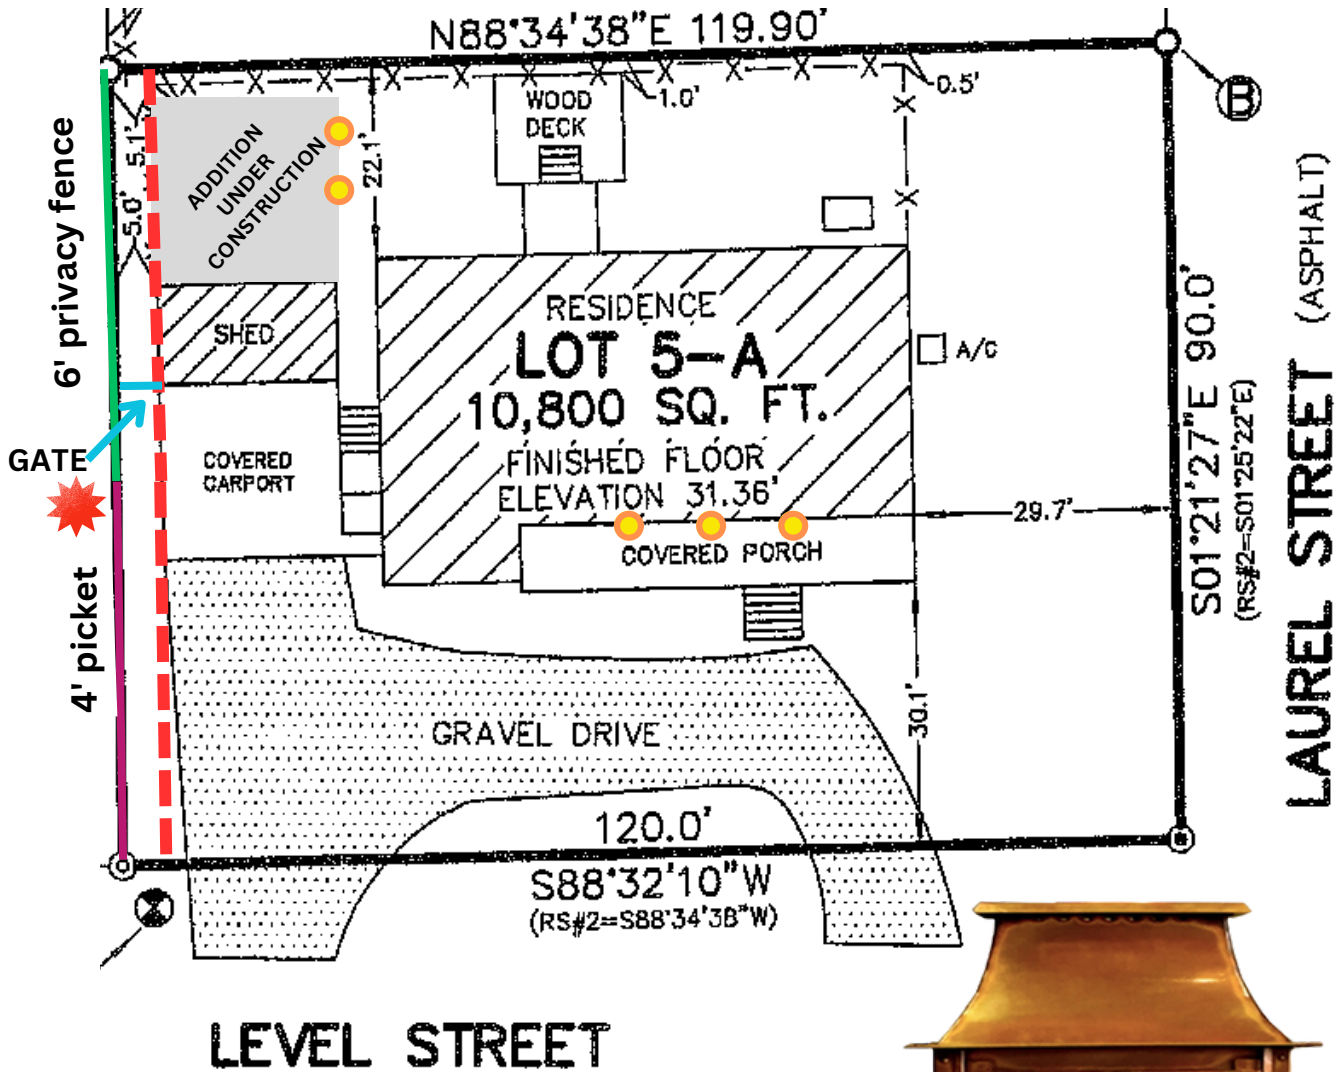 N88°34'38"E 119.90'
0.5'
1.0'
WOOD
DECK
6' privacy fence
5.1'
5.0'
ADDITION
UNDER
CONSTRUCTION
22.1'
SHED
RESIDENCE
LOT 5-A
10,800 SQ. FT.
FINISHED FLOOR
ELEVATION 31.36'
A/C
GATE
COVERED
CARPORT
COVERED PORCH
29.7'
S01°21'27"E 90.0'
(RS#2=S01°25'22"E)
LAUREL STREET (ASPHALT)
4' picket
GRAVEL DRIVE
30.1'
120.0'
S88°32'10"W
(RS#2=S88°34'38"W)
LEVEL STREET